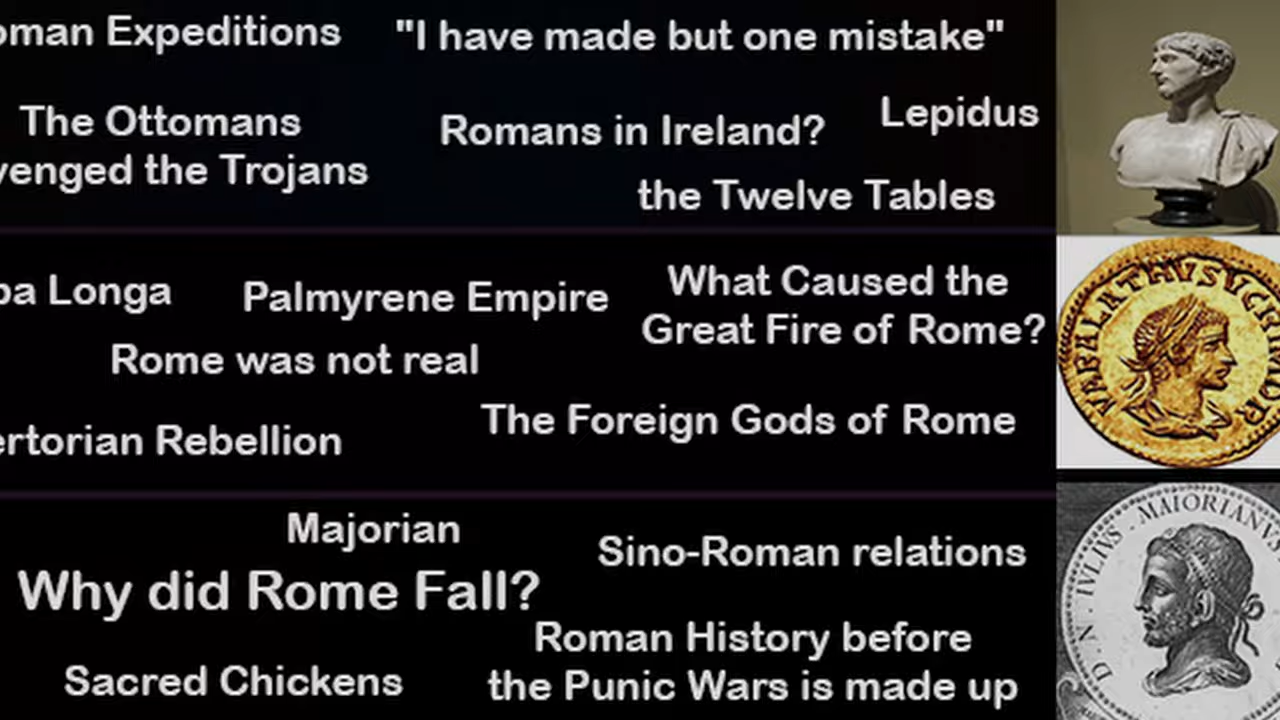 oman Expeditions
"I have made but one mistake"
The Ottomans
venged the Trojans
Romans in Ireland?
Lepidus
the Twelve Tables
ba Longa
Palmyrene Empire
What Caused the
Great Fire of Rome?
Rome was not real
ertorian Rebellion
The Foreign Gods of Rome
Majorian
Sino-Roman relations
Why did Rome Fall?
Roman History before
the Punic Wars is made up
Sacred Chickens
D · N · IVLIVS · MAIORIANVS